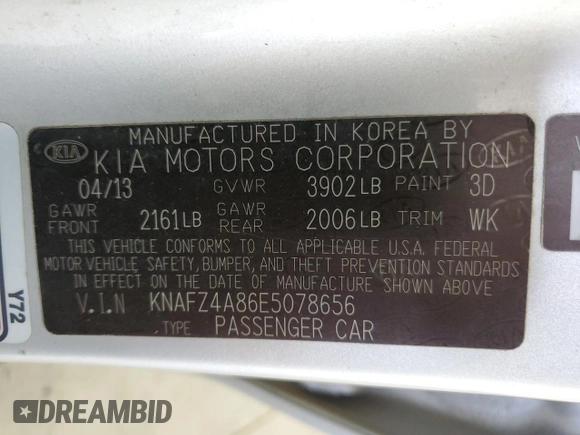 MANUFACTURED IN KOREA BY
KIA
KIA MOTORS CORPORATION
04/13 GVWR 3902LB PAINT 3D
GAWR FRONT 2161LB GAWR REAR 2006LB TRIM WK
THIS VEHICLE CONFORMS TO ALL APPLICABLE U.S.A. FEDERAL
MOTOR VEHICLE SAFETY, BUMPER, AND THEFT PREVENTION STANDARDS
IN EFFECT ON THE DATE OF MANUFACTURE SHOWN ABOVE
V.I.N KNAFZ4A86E5078656
TYPE PASSENGER CAR
Y72
DREAMBID